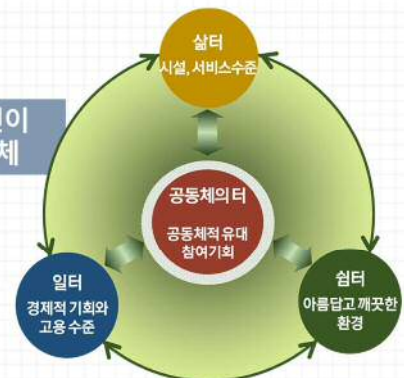 삶터
시설, 서비스수준
체
공동체의 터
공동체적 유대
참여기회
일터
경제적 기회와
고용 수준
쉼터
아름답고 깨끗한
환경